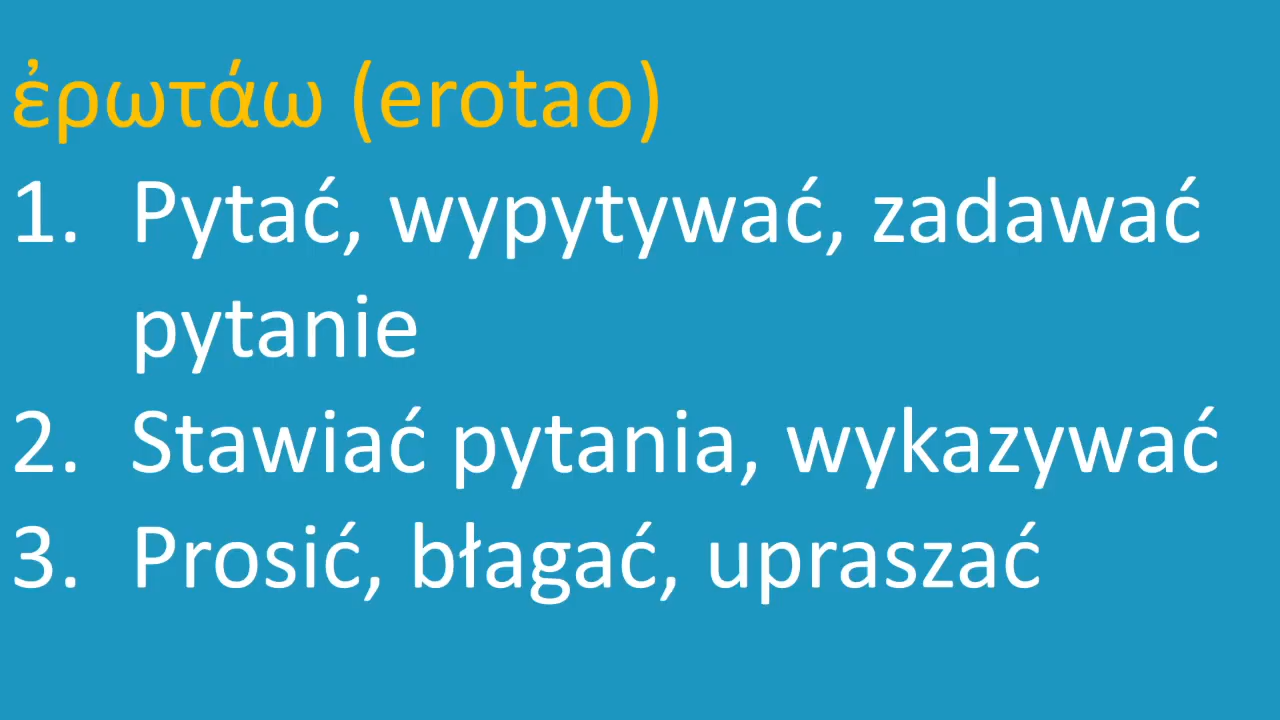 ἐρωτάω (erotao)
1. Pytać, wypytywać, zadawać
pytanie
2. Stawiać pytania, wykazywać
3. Prosić, błagać, upraszać